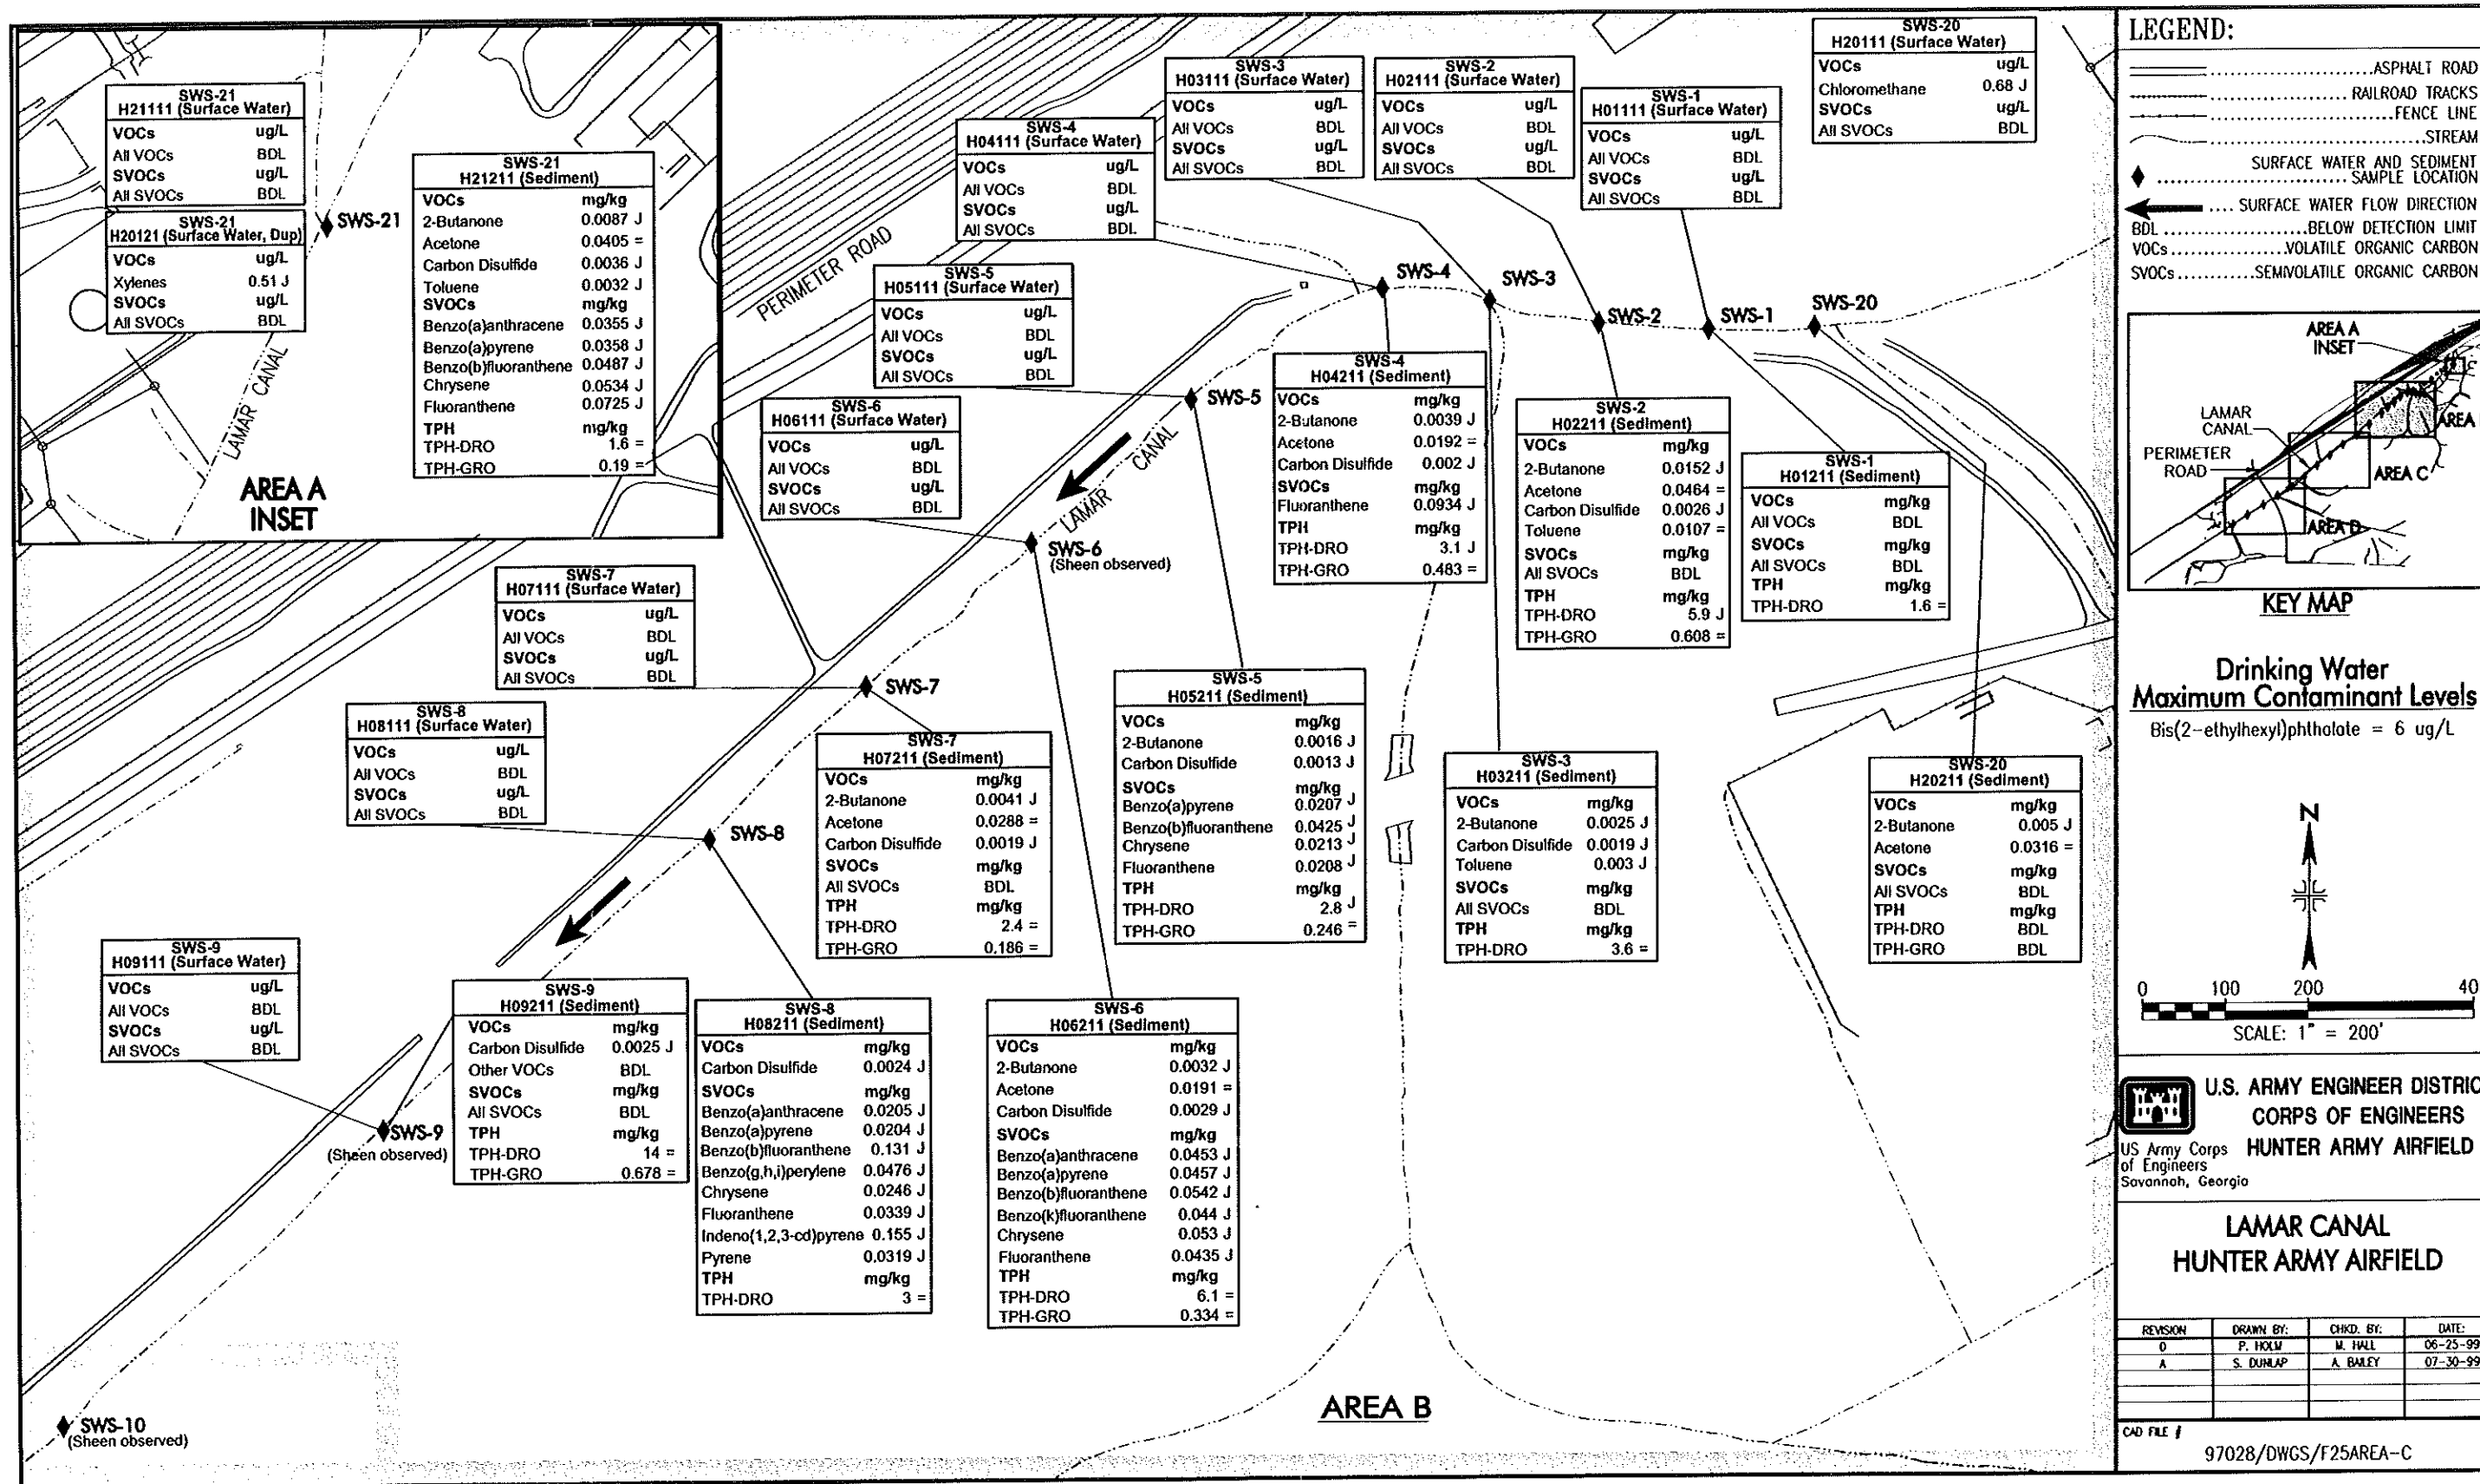 SWS-21
H21111 (Surface Water)
VOCs ug/L
All VOCs BDL
SVOCs ug/L
All SVOCs BDL
SWS-21
H20121 (Surface Water, Dup)
VOCs ug/L
Xylenes 0.51 J
SVOCs ug/L
All SVOCs BDL
SWS-21
SWS-21
H21211 (Sediment)
VOCs mg/kg
2-Butanone 0.0087 J
Acetone 0.0405 =
Carbon Disulfide 0.0036 J
Toluene 0.0032 J
SVOCs mg/kg
Benzo(a)anthracene 0.0355 J
Benzo(a)pyrene 0.0358 J
Benzo(b)fluoranthene 0.0487 J
Chrysene 0.0534 J
Fluoranthene 0.0725 J
TPH mg/kg
TPH-DRO 1.6 =
TPH-GRO 0.19 =
LAMAR CANAL
AREA A
INSET
PERIMETER ROAD
SWS-4
H04111 (Surface Water)
VOCs ug/L
All VOCs BDL
SVOCs ug/L
All SVOCs BDL
SWS-3
H03111 (Surface Water)
VOCs ug/L
All VOCs BDL
SVOCs ug/L
All SVOCs BDL
SWS-2
H02111 (Surface Water)
VOCs ug/L
All VOCs BDL
SVOCs ug/L
All SVOCs BDL
SWS-1
H01111 (Surface Water)
VOCs ug/L
All VOCs BDL
SVOCs ug/L
All SVOCs BDL
SWS-20
H20111 (Surface Water)
VOCs ug/L
Chloromethane 0.68 J
SVOCs ug/L
All SVOCs BDL
SWS-5
H05111 (Surface Water)
VOCs ug/L
All VOCs BDL
SVOCs ug/L
All SVOCs BDL
SWS-4
SWS-3
SWS-2
SWS-1
SWS-20
SWS-5
SWS-6
H06111 (Surface Water)
VOCs ug/L
All VOCs BDL
SVOCs ug/L
All SVOCs BDL
LAMAR CANAL
SWS-6
(Sheen observed)
SWS-4
H04211 (Sediment)
VOCs mg/kg
2-Butanone 0.0039 J
Acetone 0.0192 =
Carbon Disulfide 0.002 J
SVOCs mg/kg
Fluoranthene 0.0934 J
TPH mg/kg
TPH-DRO 3.1 J
TPH-GRO 0.483 =
SWS-2
H02211 (Sediment)
VOCs mg/kg
2-Butanone 0.0152 J
Acetone 0.0464 =
Carbon Disulfide 0.0026 J
Toluene 0.0107 =
SVOCs mg/kg
All SVOCs BDL
TPH mg/kg
TPH-DRO 5.9 J
TPH-GRO 0.608 =
SWS-1
H01211 (Sediment)
VOCs mg/kg
All VOCs BDL
SVOCs mg/kg
All SVOCs BDL
TPH mg/kg
TPH-DRO 1.6 =
SWS-7
H07111 (Surface Water)
VOCs ug/L
All VOCs BDL
SVOCs ug/L
All SVOCs BDL
SWS-7
SWS-8
H08111 (Surface Water)
VOCs ug/L
All VOCs BDL
SVOCs ug/L
All SVOCs BDL
SWS-8
SWS-7
H07211 (Sediment)
VOCs mg/kg
2-Butanone 0.0041 J
Acetone 0.0288 =
Carbon Disulfide 0.0019 J
SVOCs mg/kg
All SVOCs BDL
TPH mg/kg
TPH-DRO 2.4 =
TPH-GRO 0.186 =
SWS-5
H05211 (Sediment)
VOCs mg/kg
2-Butanone 0.0016 J
Carbon Disulfide 0.0013 J
SVOCs mg/kg
Benzo(a)pyrene 0.0207 J
Benzo(b)fluoranthene 0.0425 J
Chrysene 0.0213 J
Fluoranthene 0.0208 J
TPH mg/kg
TPH-DRO 2.8 J
TPH-GRO 0.246 =
SWS-3
H03211 (Sediment)
VOCs mg/kg
2-Butanone 0.0025 J
Carbon Disulfide 0.0019 J
Toluene 0.003 J
SVOCs mg/kg
All SVOCs BDL
TPH mg/kg
TPH-DRO 3.6 =
SWS-20
H20211 (Sediment)
VOCs mg/kg
2-Butanone 0.005 J
Acetone 0.0316 =
SVOCs mg/kg
All SVOCs BDL
TPH mg/kg
TPH-DRO BDL
TPH-GRO BDL
SWS-9
H09111 (Surface Water)
VOCs ug/L
All VOCs BDL
SVOCs ug/L
All SVOCs BDL
SWS-9
(Sheen observed)
SWS-9
H09211 (Sediment)
VOCs mg/kg
Carbon Disulfide 0.0025 J
Other VOCs BDL
SVOCs mg/kg
All SVOCs BDL
TPH mg/kg
TPH-DRO 14 =
TPH-GRO 0.678 =
SWS-8
H08211 (Sediment)
VOCs mg/kg
Carbon Disulfide 0.0024 J
SVOCs mg/kg
Benzo(a)anthracene 0.0205 J
Benzo(a)pyrene 0.0204 J
Benzo(b)fluoranthene 0.131 J
Benzo(g,h,i)perylene 0.0476 J
Chrysene 0.0246 J
Fluoranthene 0.0339 J
Indeno(1,2,3-cd)pyrene 0.155 J
Pyrene 0.0319 J
TPH mg/kg
TPH-DRO 3 =
SWS-6
H06211 (Sediment)
VOCs mg/kg
2-Butanone 0.0032 J
Acetone 0.0191 =
Carbon Disulfide 0.0029 J
SVOCs mg/kg
Benzo(a)anthracene 0.0453 J
Benzo(a)pyrene 0.0457 J
Benzo(b)fluoranthene 0.0542 J
Benzo(k)fluoranthene 0.044 J
Chrysene 0.053 J
Fluoranthene 0.0435 J
TPH mg/kg
TPH-DRO 6.1 =
TPH-GRO 0.334 =
SWS-10
(Sheen observed)
AREA B
LEGEND:
ASPHALT ROAD
RAILROAD TRACKS
FENCE LINE
STREAM
SURFACE WATER AND SEDIMENT
SAMPLE LOCATION
SURFACE WATER FLOW DIRECTION
BDL BELOW DETECTION LIMIT
VOCs VOLATILE ORGANIC CARBON
SVOCs SEMIVOLATILE ORGANIC CARBON
AREA A
INSET
LAMAR
CANAL
AREA
PERIMETER
ROAD
AREA C
AREA D
KEY MAP
Drinking Water
Maximum Contaminant Levels
Bis(2-ethylhexyl)phthalate = 6 ug/L
N
0 100 200 40
SCALE: 1" = 200'
U.S. ARMY ENGINEER DISTRIC
CORPS OF ENGINEERS
HUNTER ARMY AIRFIELD
US Army Corps
of Engineers
Savannah, Georgia
LAMAR CANAL
HUNTER ARMY AIRFIELD
REVISION DRAWN BY: CHKD. BY: DATE:
0 P. HOLM M. HALL 06-25-99
A S. DUNLAP A. BAILEY 07-30-99
CAD FILE #
97028/DWGS/F25AREA-C